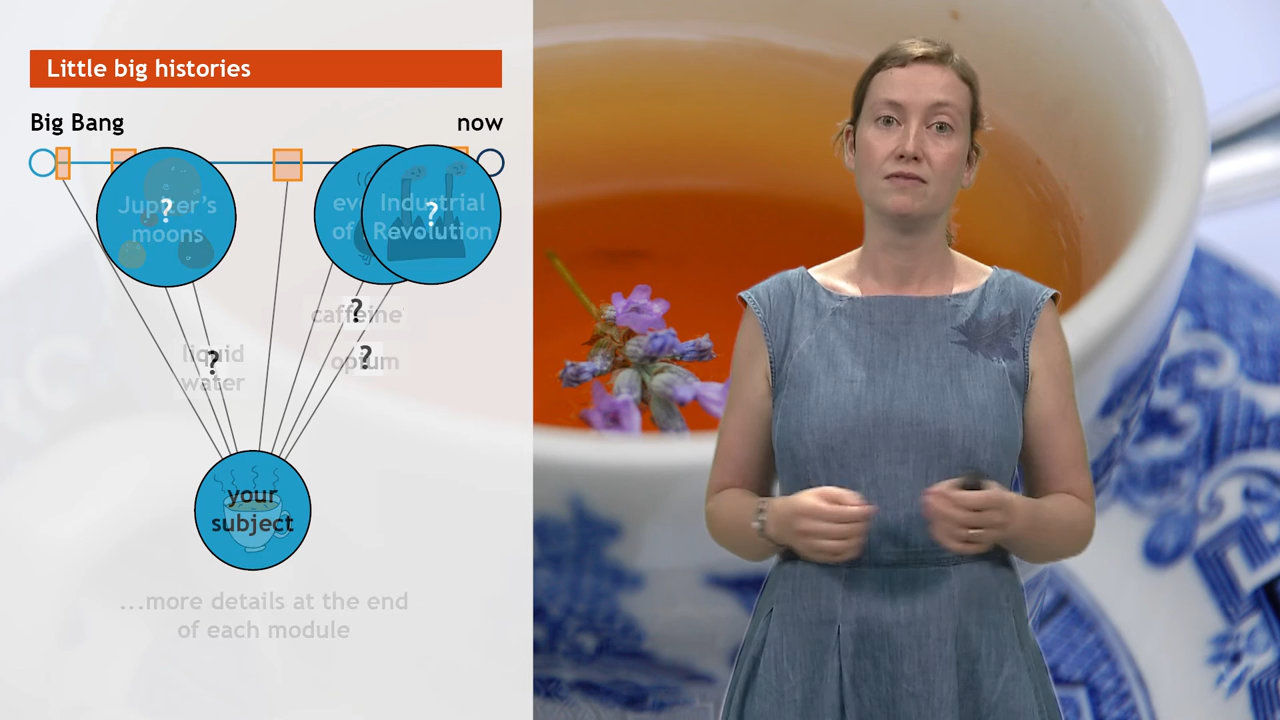 Little big histories
Big Bang
now
Jupiter's
moons
?
of
Industrial
Revolution
?
caffeine
?
liquid
water
?
opium
?
your
subject
...more details at the end
of each module